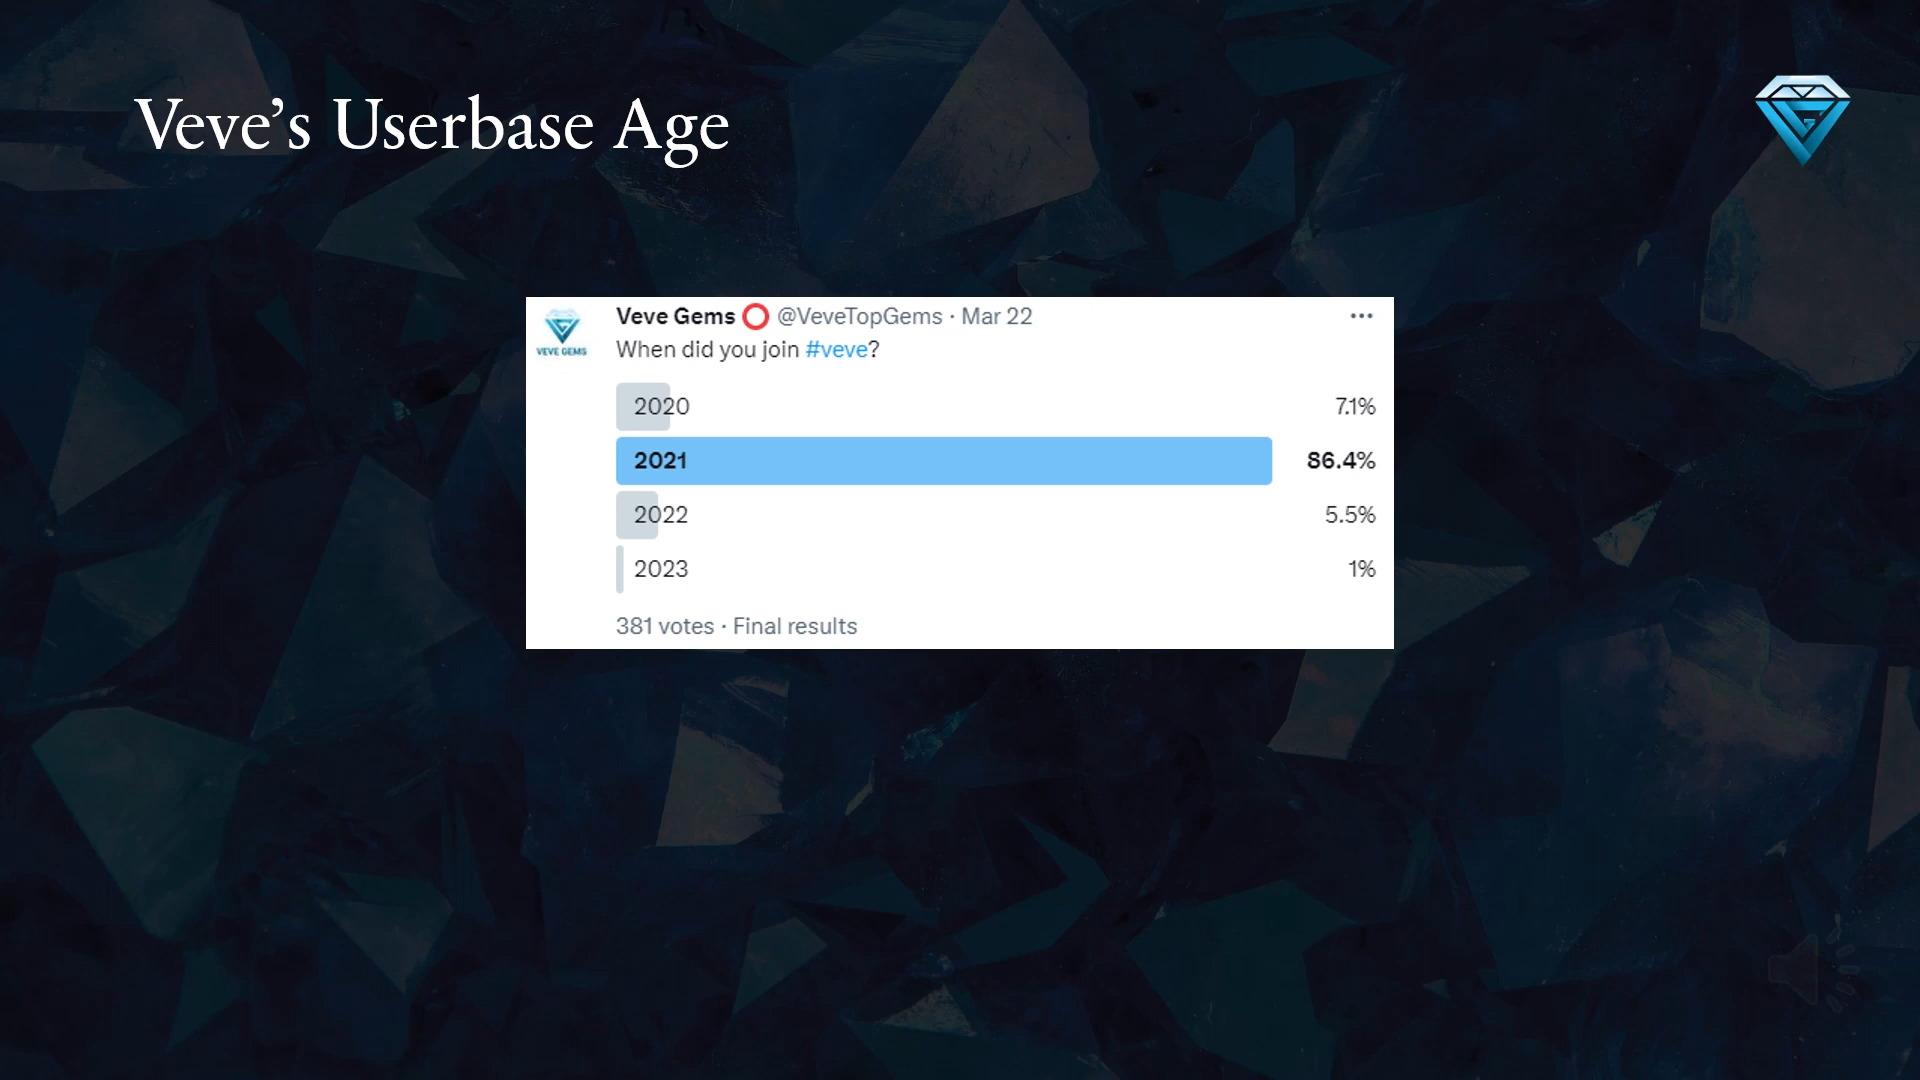 Veve’s Userbase Age
VEVE GEMS
Veve Gems ⭕ @VeveTopGems · Mar 22
When did you join #veve?
2020 7.1%
2021 86.4%
2022 5.5%
2023 1%
381 votes · Final results